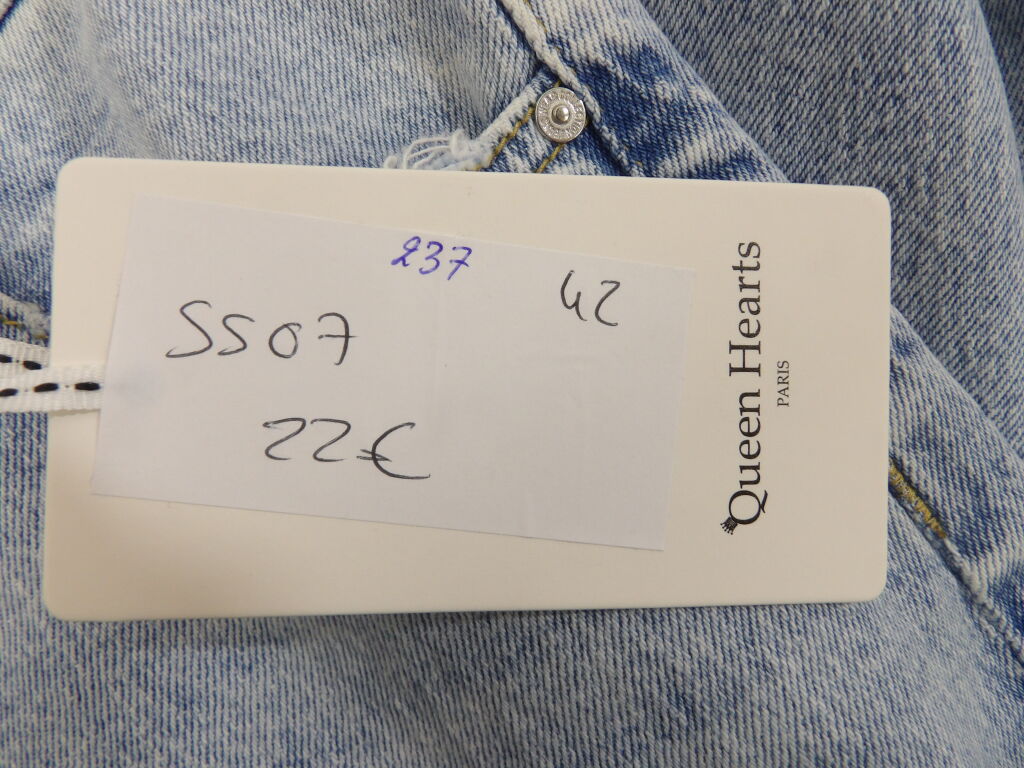 237
42
SS07
22€
Queen Hearts
PARIS